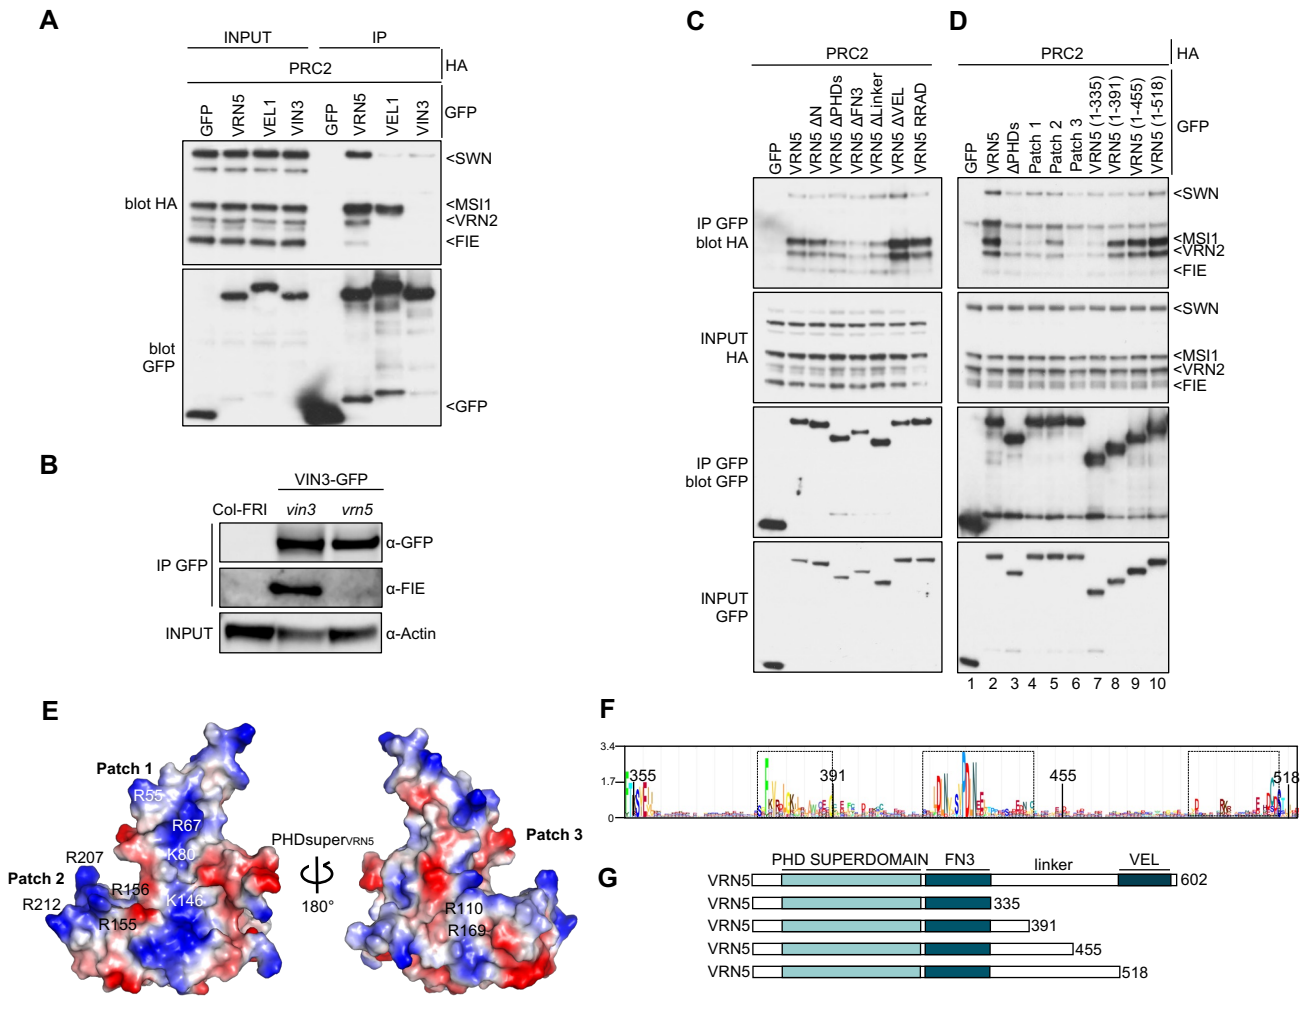 A
INPUT
IP
PRC2
HA
GFP
VRN5
VEL1
VIN3
GFP
VRN5
VEL1
VIN3
GFP
blot HA
<SWN
<MSI1
<VRN2
<FIE
blot
GFP
<GFP
B
VIN3-GFP
Col-FRI
vin3
vrn5
IP GFP
α-GFP
α-FIE
INPUT
α-Actin
C
PRC2
GFP
VRN5
VRN5 ΔN
VRN5 ΔPHDs
VRN5 ΔFN3
VRN5 ΔLinker
VRN5 ΔVEL
VRN5 RRAD
IP GFP
blot HA
INPUT
HA
IP GFP
blot GFP
INPUT
GFP
D
PRC2
HA
GFP
VRN5
ΔPHDs
Patch 1
Patch 2
Patch 3
VRN5 (1-335)
VRN5 (1-391)
VRN5 (1-455)
VRN5 (1-518)
GFP
<SWN
<MSI1
<VRN2
<FIE
<SWN
<MSI1
<VRN2
<FIE
1 2 3 4 5 6 7 8 9 10
E
Patch 1
R55
R67
K80
R207
Patch 2
R156
K146
R212
R155
PHDsuperVRN5
180°
Patch 3
R110
R169
F
3.4
1.7
0
355
391
455
518
G
PHD SUPERDOMAIN
FN3
linker
VEL
VRN5
602
VRN5
335
VRN5
391
VRN5
455
VRN5
518